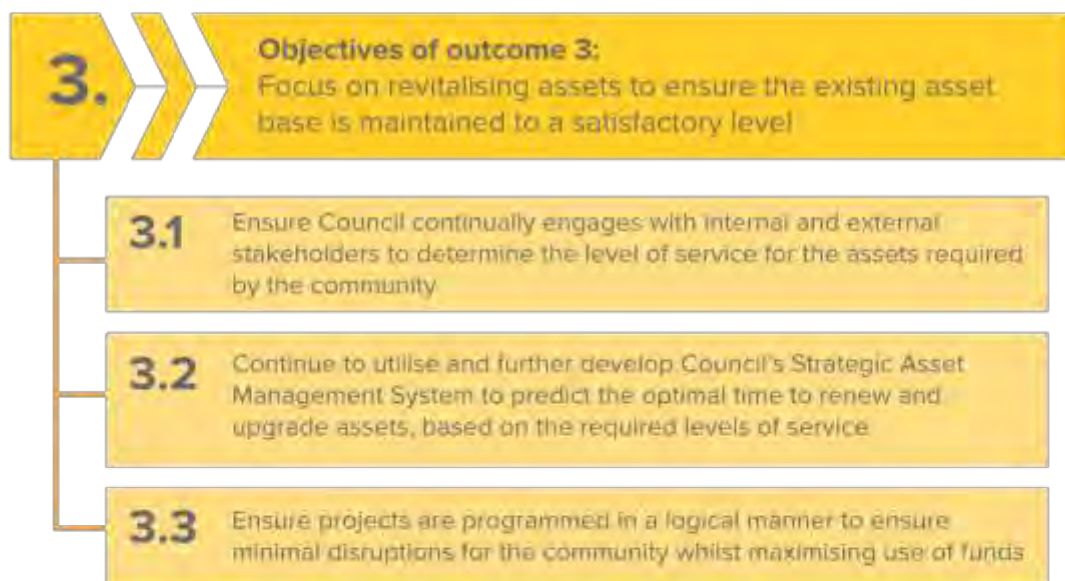 3.
Objectives of outcome 3:
Focus on revitalising assets to ensure the existing asset
base is maintained to a satisfactory level
3.1
Ensure Council continually engages with internal and external
stakeholders to determine the level of service for the assets required
by the community
3.2
Continue to utilise and further develop Council's Strategic Asset
Management System to predict the optimal time to renew and
upgrade assets, based on the required levels of service
3.3
Ensure projects are programmed in a logical manner to ensure
minimal disruptions for the community whilst maximising use of funds